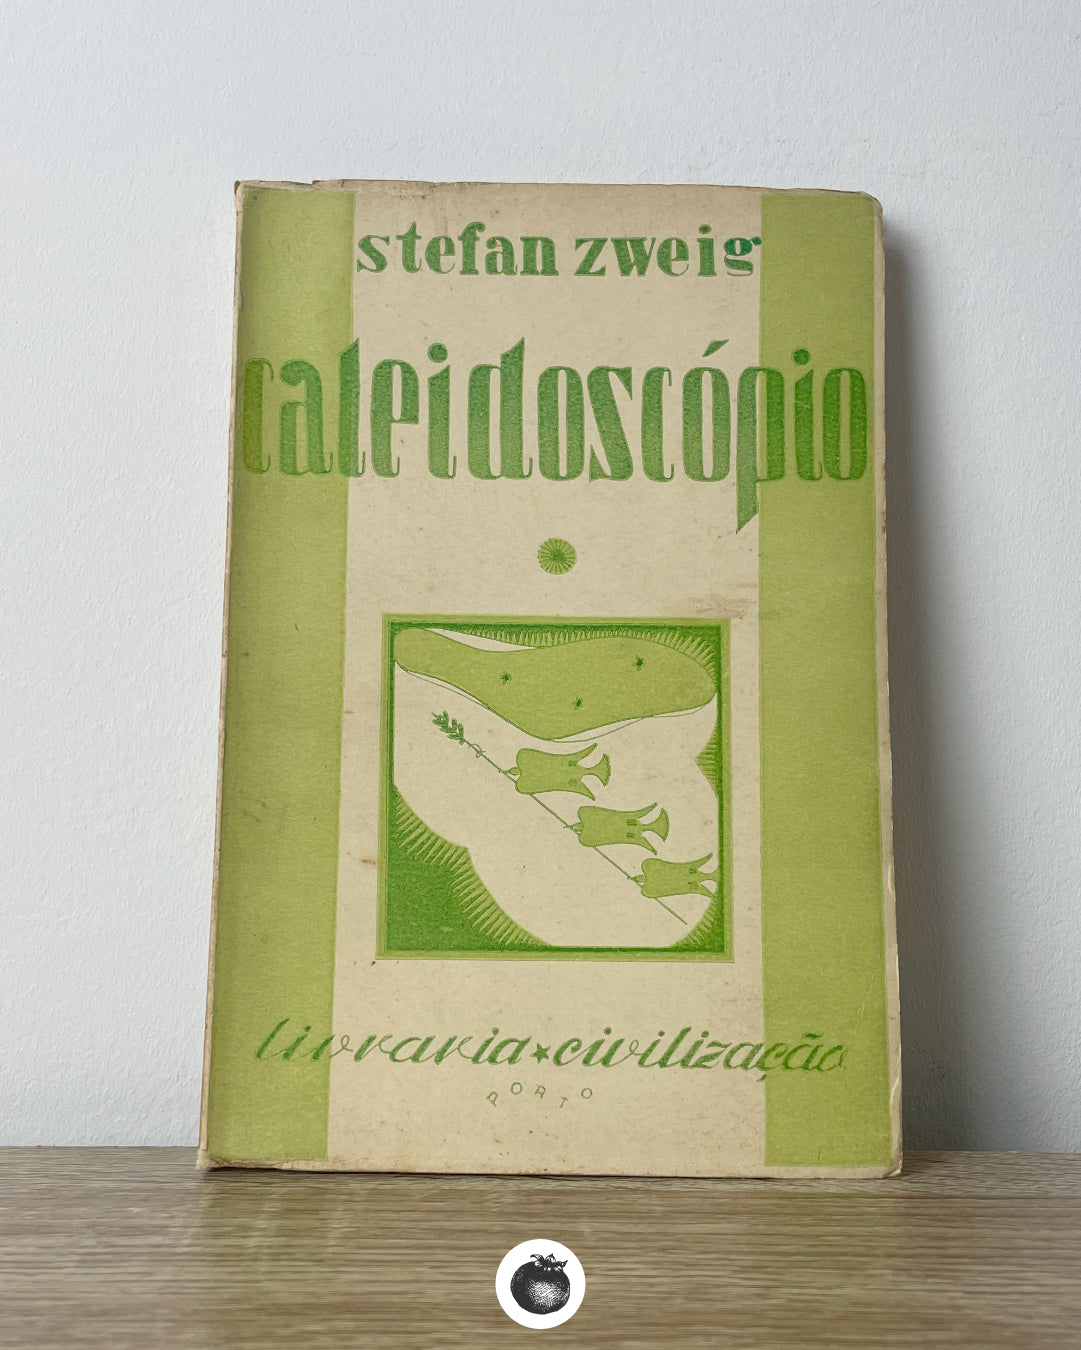 stefan zweig
caleidoscópio
livraria★civilização
PORTO